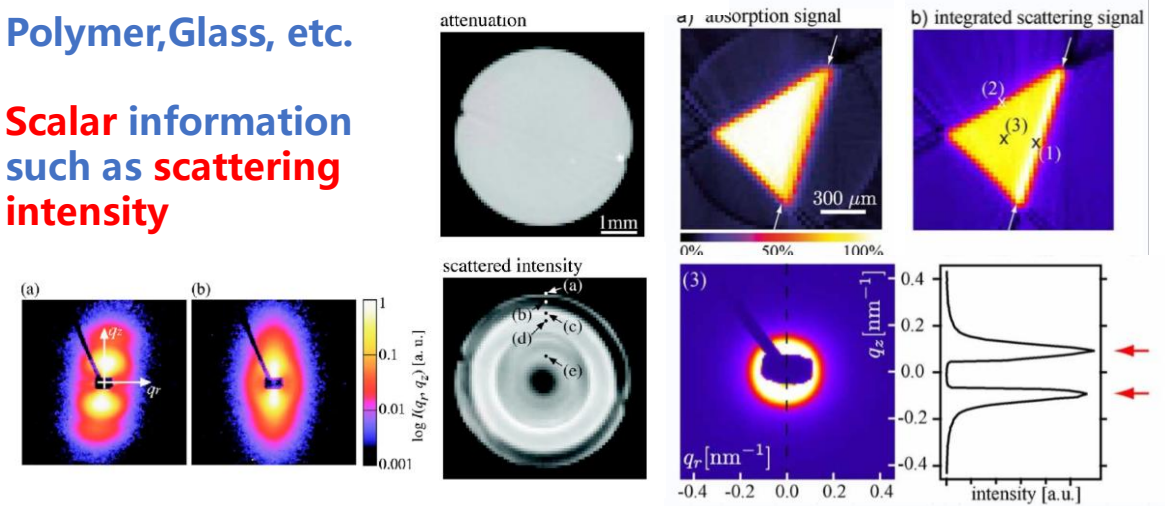 Polymer,Glass, etc.
Scalar information
such as scattering
intensity
attenuation
1mm
a) absorption signal
300 μm
0% 50% 100%
b) integrated scattering signal
(2)
(3)
(1)
(a)
qz
qr
(b)
1
0.1
0.01
0.001
log I(qr, qz) [a. u.]
scattered intensity
(a)
(b)
(c)
(d)
(e)
(3)
qr[nm⁻¹]
-0.4 -0.2 0.0 0.2 0.4
qz[nm⁻¹]
0.4
0.2
0.0
-0.2
-0.4
intensity [a.u.]